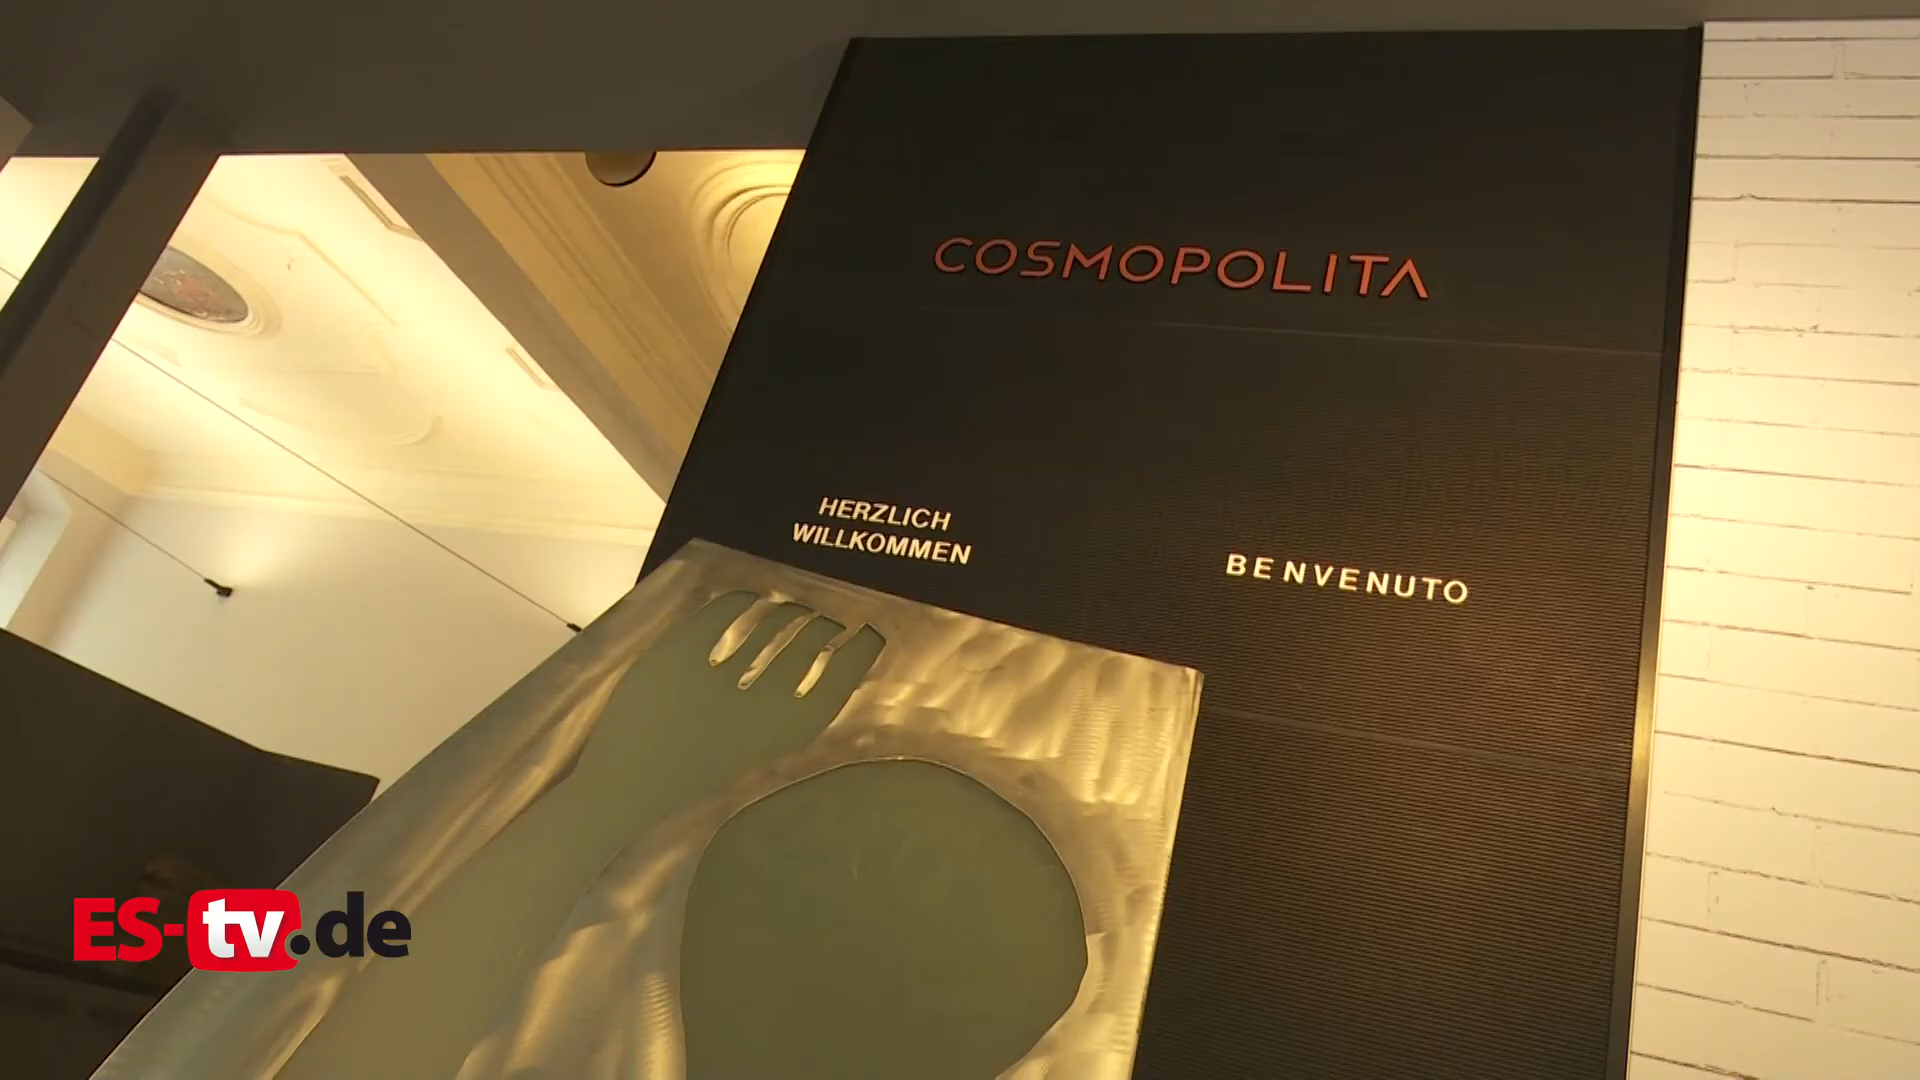 COSMOPOLITA
HERZLICH
WILLKOMMEN
BENVENUTO
ES-tv.de